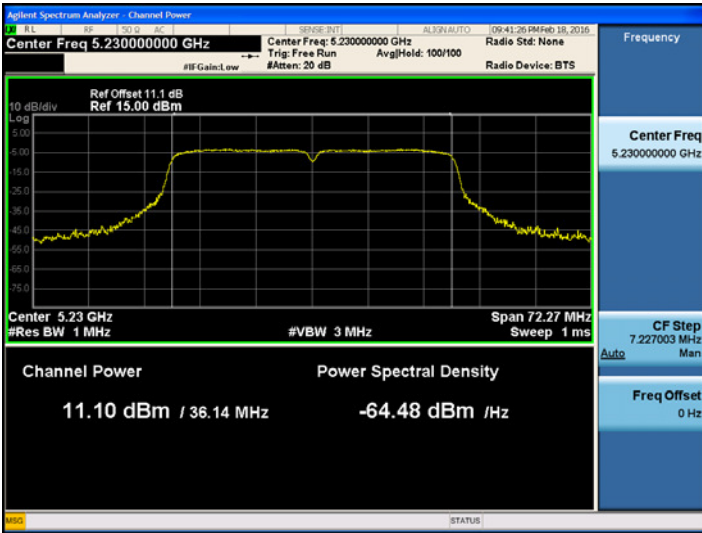 Agilent Spectrum Analyzer - Channel Power
RL RF 50 Ω AC SENSE:INT ALIGN AUTO 09:41:26 PM Feb 18, 2016
Center Freq 5.230000000 GHz Center Freq: 5.230000000 GHz Radio Std: None
Trig: Free Run Avg|Hold: 100/100
#IFGain:Low #Atten: 20 dB Radio Device: BTS
Frequency
Ref Offset 11.1 dB
10 dB/div Ref 15.00 dBm
Log
5.00
-5.00
-15.0
-25.0
-35.0
-45.0
-55.0
-65.0
-75.0
Center 5.23 GHz Span 72.27 MHz
#Res BW 1 MHz #VBW 3 MHz Sweep 1 ms
Channel Power Power Spectral Density
11.10 dBm / 36.14 MHz -64.48 dBm /Hz
Center Freq
5.230000000 GHz
CF Step
7.227003 MHz
Auto Man
Freq Offset
0 Hz
MSG STATUS